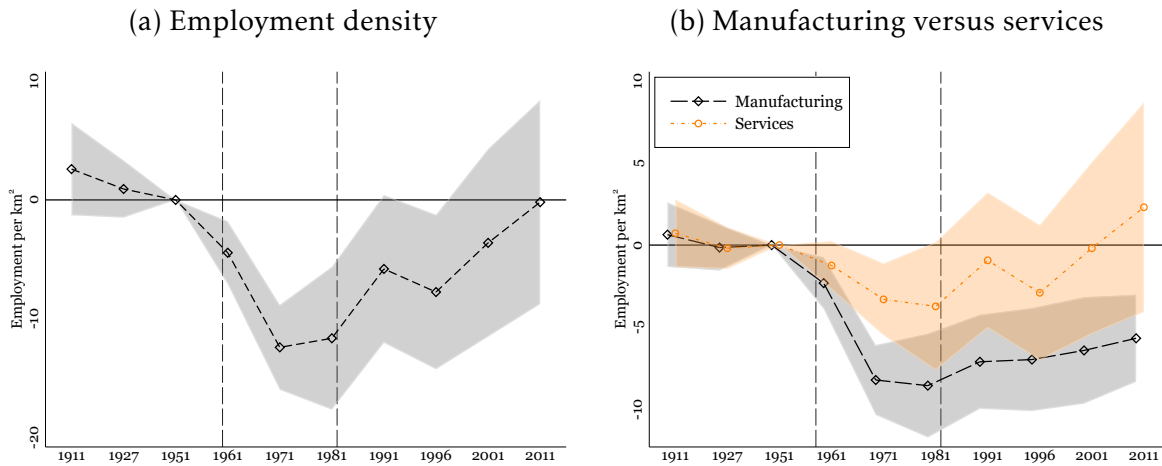 (a) Employment density
Employment per km²
10
0
-10
-20
1911 1927 1951 1961 1971 1981 1991 1996 2001 2011
(b) Manufacturing versus services
Employment per km²
10
5
0
-5
-10
Manufacturing
Services
1911 1927 1951 1961 1971 1981 1991 1996 2001 2011